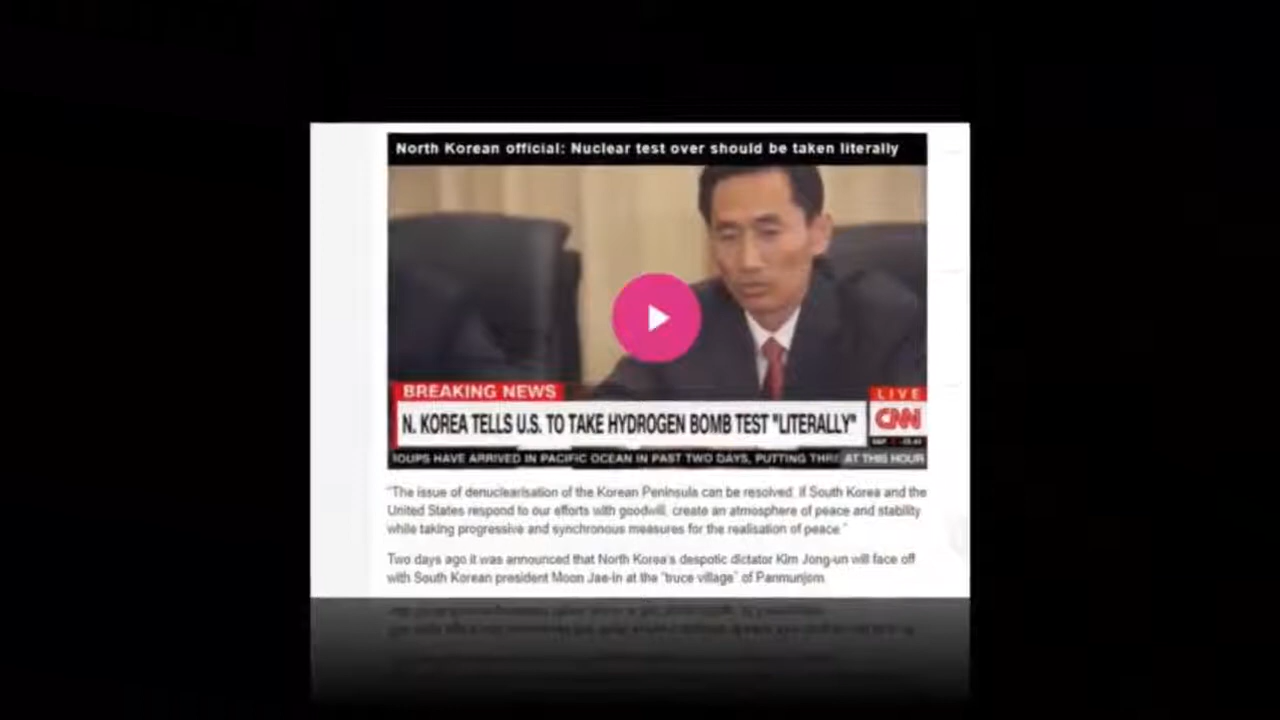 North Korean official: Nuclear test over should be taken literally
BREAKING NEWS
LIVE
N. KOREA TELLS U.S. TO TAKE HYDROGEN BOMB TEST "LITERALLY"
CNN
OUPS HAVE ARRIVED IN PACIFIC OCEAN IN PAST TWO DAYS, PUTTING THR AT THIS HOUR
"The issue of denuclearisation of the Korean Peninsula can be resolved, if South Korea and the
United States respond to our efforts with goodwill, create an atmosphere of peace and stability
while taking progressive and synchronous measures for the realisation of peace."
Two days ago it was announced that North Korea's despotic dictator Kim Jong-un will face off
with South Korean president Moon Jae-in at the "truce village" of Panmunjom.